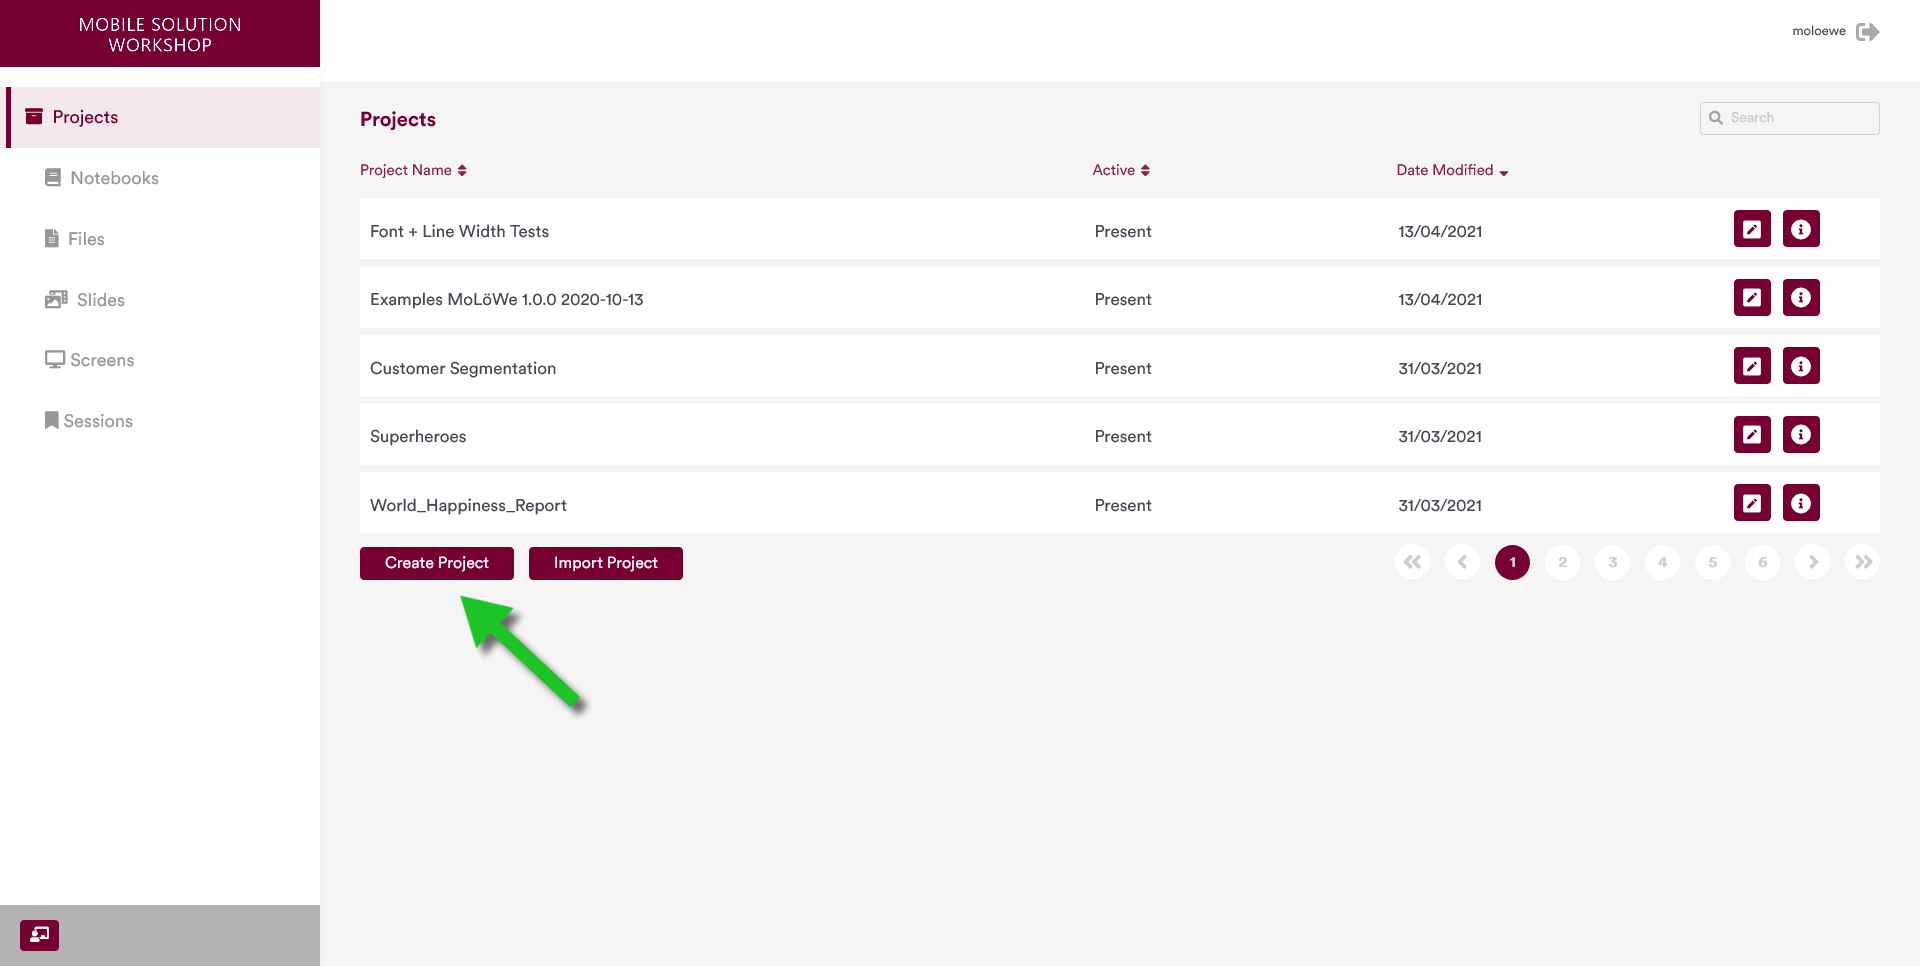 MOBILE SOLUTION
WORKSHOP
moloewe
Projects
Notebooks
Files
Slides
Screens
Sessions
Projects
Search
Project Name Active Date Modified
Font + Line Width Tests Present 13/04/2021
Examples MoLöWe 1.0.0 2020-10-13 Present 13/04/2021
Customer Segmentation Present 31/03/2021
Superheroes Present 31/03/2021
World_Happiness_Report Present 31/03/2021
Create Project Import Project 1 2 3 4 5 6